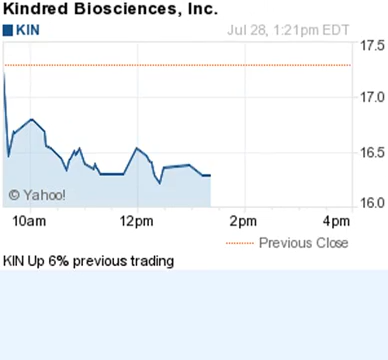 Kindred Biosciences, Inc.
KIN Jul 28, 1:21pm EDT
17.5
17.0
16.5
16.0
© Yahoo!
10am 12pm 2pm 4pm
Previous Close
KIN Up 6% previous trading